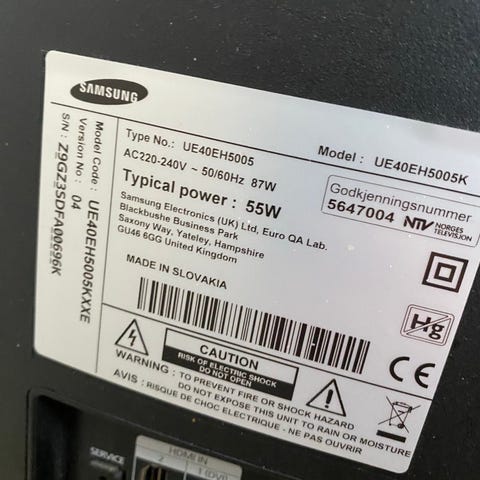 SAMSUNG
Type No.: UE40EH5005
Model : UE40EH5005K
AC220-240V ~ 50/60Hz 87W
Typical power : 55W
Samsung Electronics (UK) Ltd, Euro QA Lab.
Blackbushe Business Park
Saxony Way, Yateley, Hampshire
GU46 6GG United Kingdom
Godkjenningsnummer
5647004 NTV NORGES
TELEVISJON
MADE IN SLOVAKIA
Model Code: UE40EH5005KXXE
Version No : 04
S/N : Z9GZ3SDFA00696K
Hg
CE
CAUTION
RISK OF ELECTRIC SHOCK
DO NOT OPEN
WARNING : TO PREVENT FIRE OR SHOCK HAZARD
DO NOT EXPOSE THIS UNIT TO RAIN OR MOISTURE
AVIS : RISQUE DE CHOC ELECTRIQUE - NE PAS OUVRIR
SERVICE
HDMI IN
2 1 (DVI)